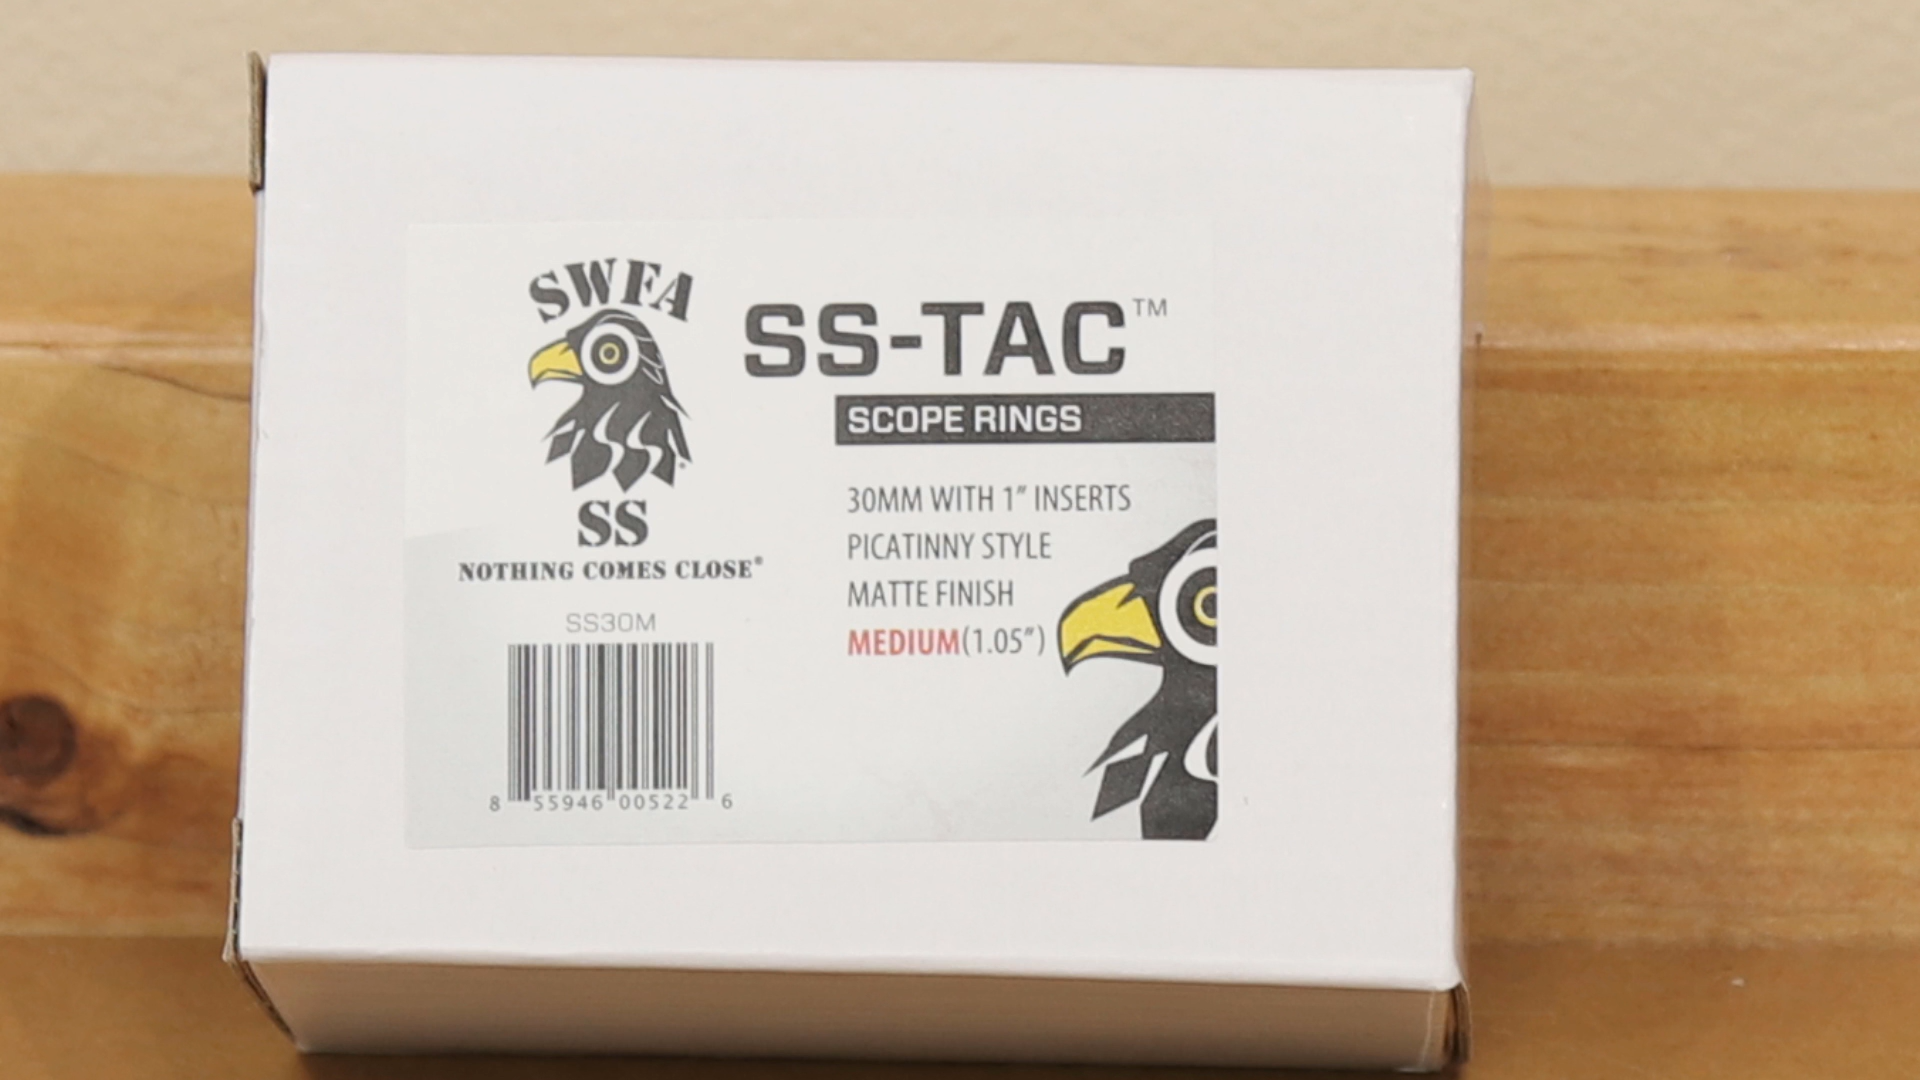 SWFA
SS
NOTHING COMES CLOSE®
SS30M
8 55946 00522 6
SS-TAC™
SCOPE RINGS
30MM WITH 1" INSERTS
PICATINNY STYLE
MATTE FINISH
MEDIUM(1.05")